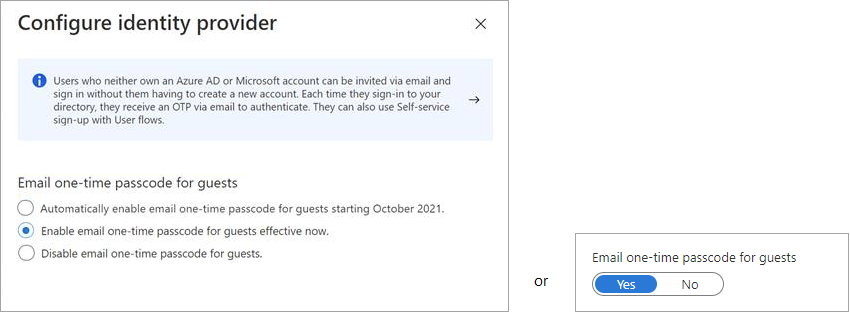 Configure identity provider
Users who neither own an Azure AD or Microsoft account can be invited via email and
sign in without them having to create a new account. Each time they sign-in to your
directory, they receive an OTP via email to authenticate. They can also use Self-service
sign-up with User flows.
Email one-time passcode for guests
Automatically enable email one-time passcode for guests starting October 2021.
Enable email one-time passcode for guests effective now.
Disable email one-time passcode for guests.
or
Email one-time passcode for guests
Yes No